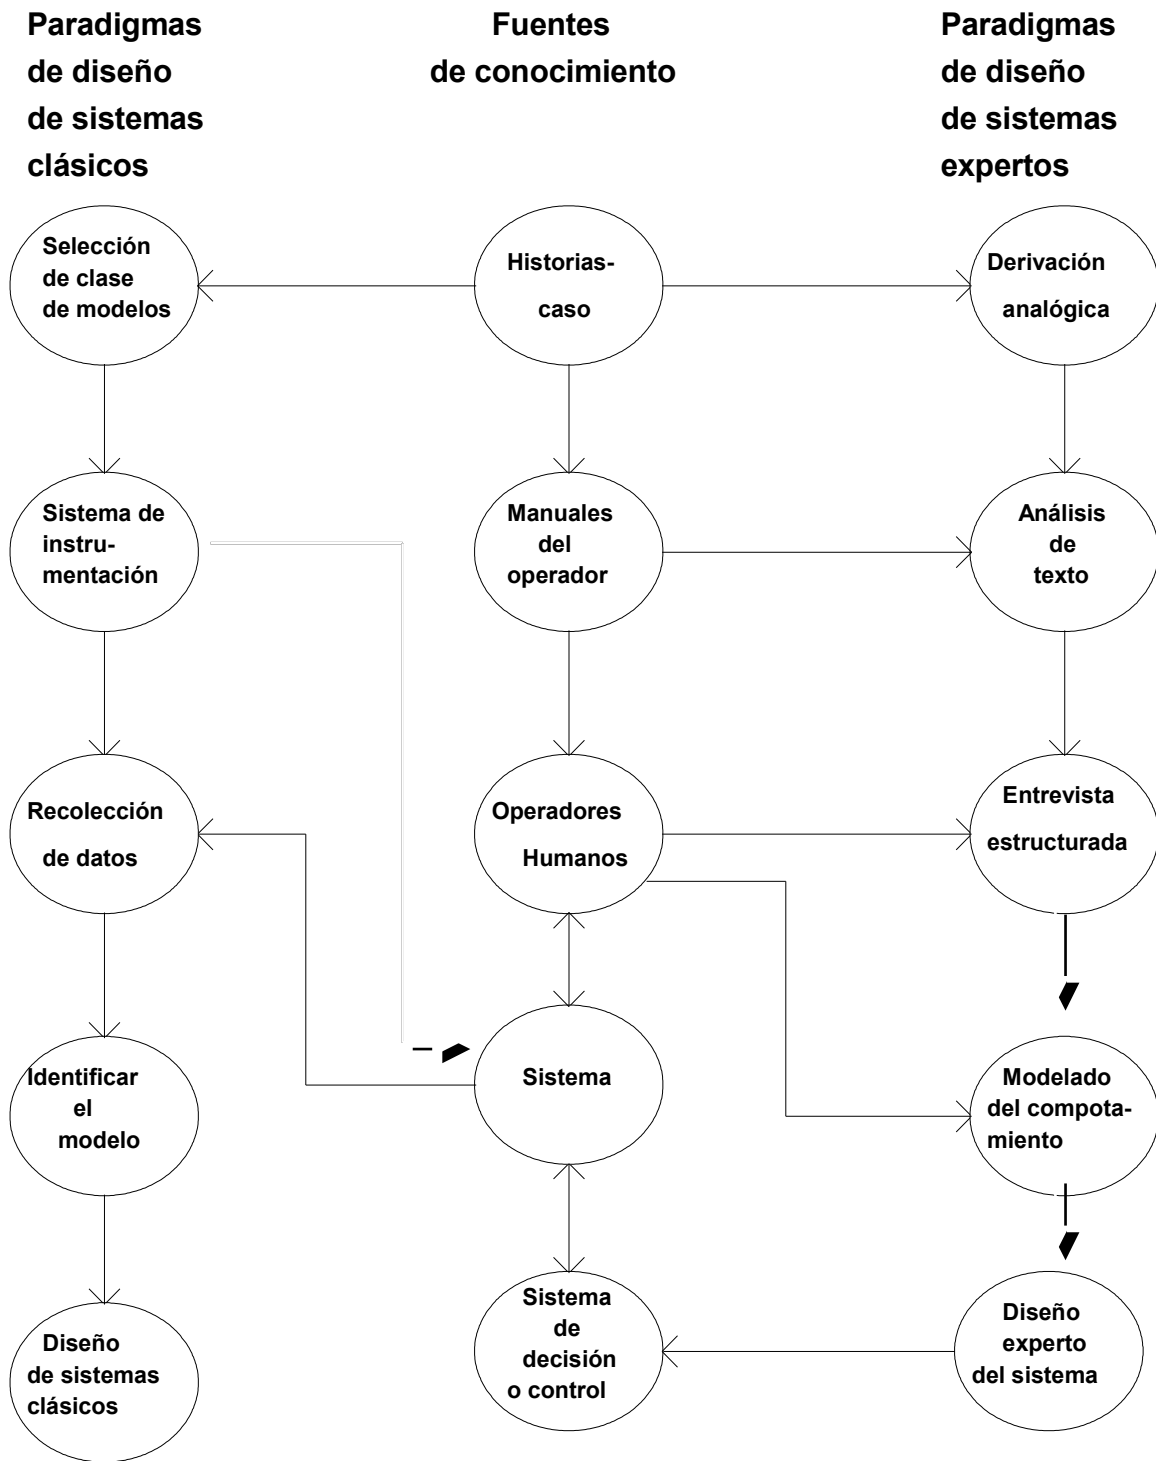 Paradigmas
de diseño
de sistemas
clásicos
Fuentes
de conocimiento
Paradigmas
de diseño
de sistemas
expertos
Selección
de clase
de modelos
Historias-
caso
Derivación
analógica
Sistema de
instru-
mentación
Manuales
del
operador
Análisis
de
texto
Recolección
de datos
Operadores
Humanos
Entrevista
estructurada
Identificar
el
modelo
Sistema
Modelado
del compota-
miento
Diseño
de sistemas
clásicos
Sistema
de
decisión
o control
Diseño
experto
del sistema